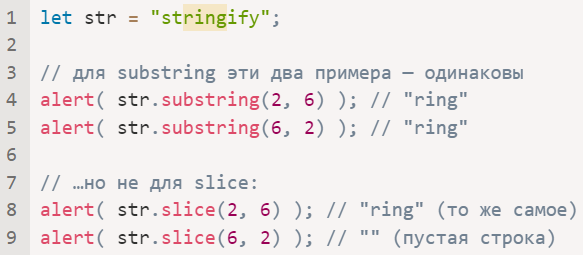 1 let str = "stringify";
2
3 // для substring эти два примера — одинаковы
4 alert( str.substring(2, 6) ); // "ring"
5 alert( str.substring(6, 2) ); // "ring"
6
7 // …но не для slice:
8 alert( str.slice(2, 6) ); // "ring" (то же самое)
9 alert( str.slice(6, 2) ); // "" (пустая строка)